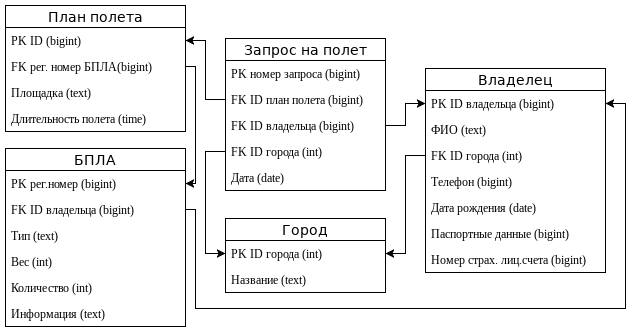 План полета
PK ID (bigint)
FK рег. номер БПЛА(bigint)
Площадка (text)
Длительность полета (time)
БПЛА
PK рег.номер (bigint)
FK ID владельца (bigint)
Тип (text)
Вес (int)
Количество (int)
Информация (text)
Запрос на полет
PK номер запроса (bigint)
FK ID план полета (bigint)
FK ID владельца (bigint)
FK ID города (int)
Дата (date)
Город
PK ID города (int)
Название (text)
Владелец
PK ID владельца (bigint)
ФИО (text)
FK ID города (int)
Телефон (bigint)
Дата рождения (date)
Паспортные данные (bigint)
Номер страх. лиц.счета (bigint)